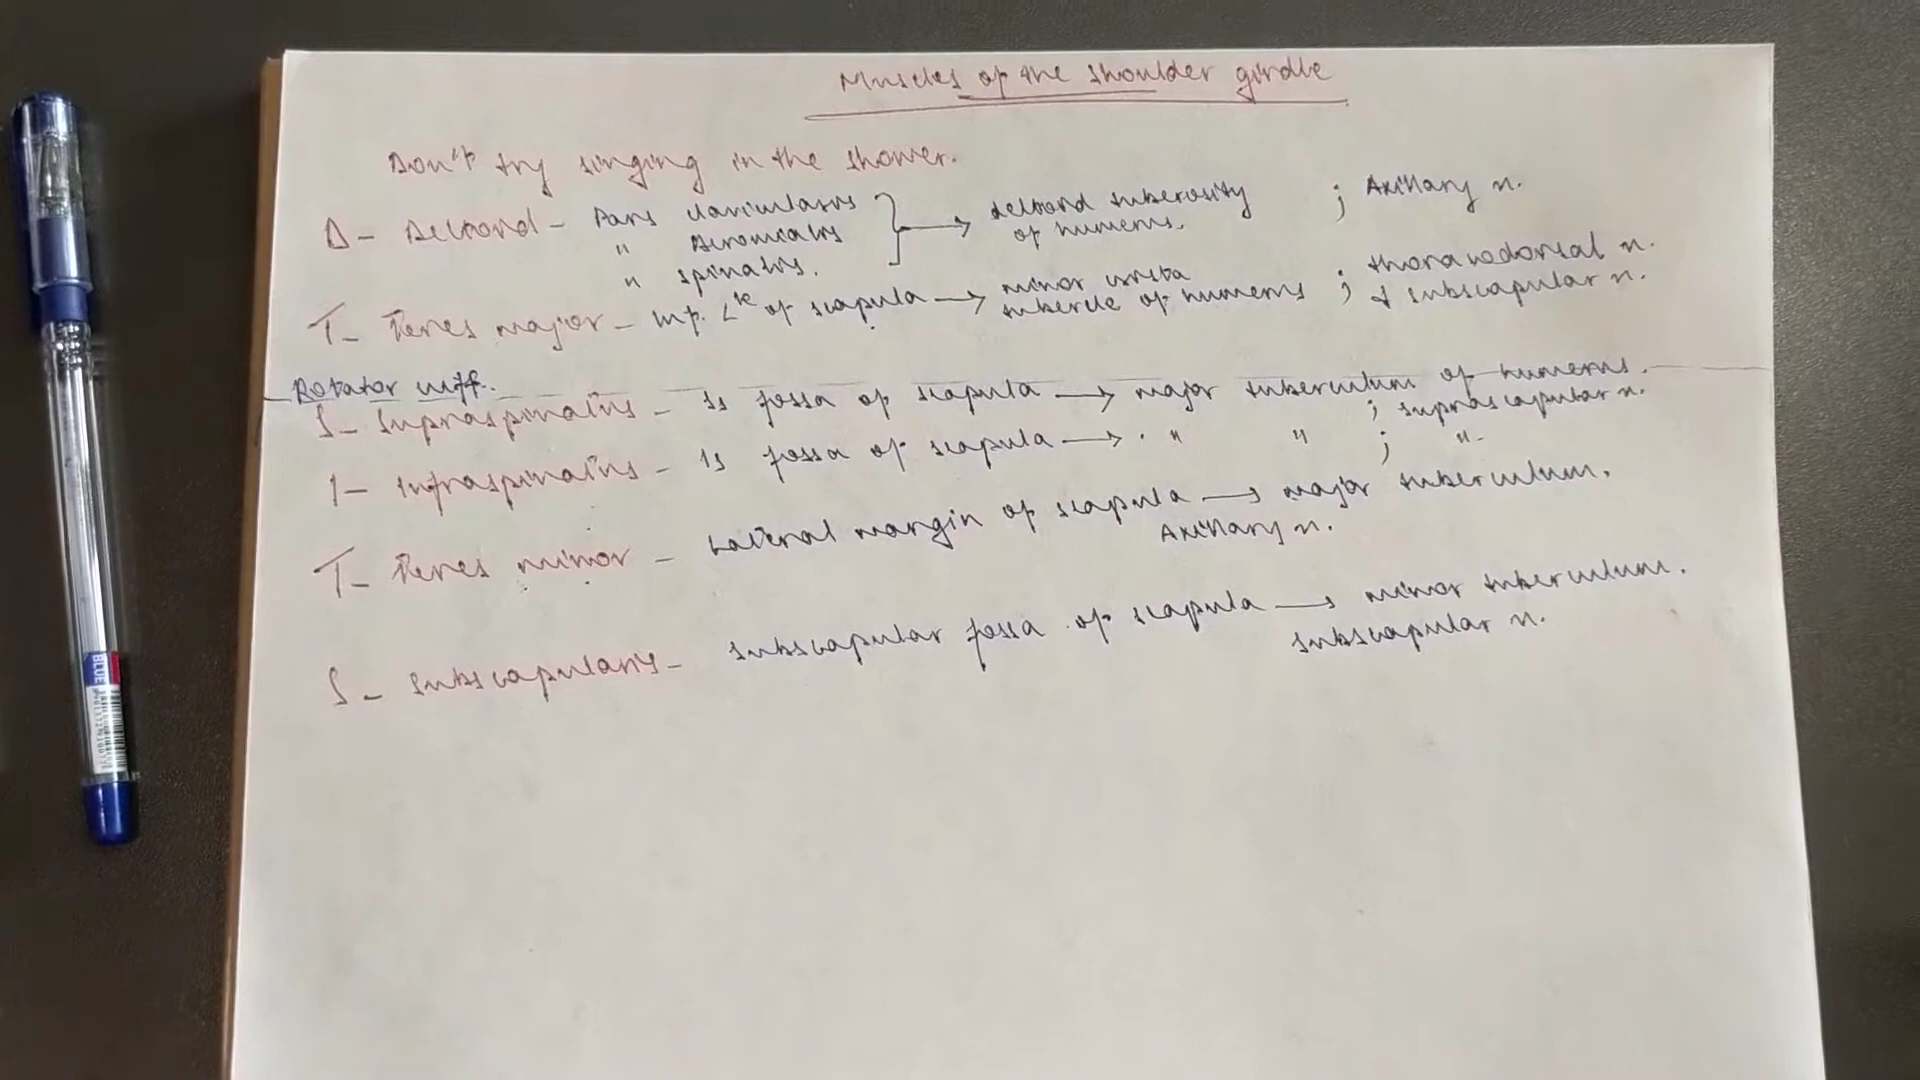 Muscles of the shoulder girdle
Don't try singing in the shower.
D- Deltoid - Pars clavicularis } → deltoid tuberosity ; Axillary n.
" Acromialis of humerus.
" spinalis.
T- Teres major - inf. ∠le of scapula → minor crista ; thoracodorsal n.
tubercle of humerus & subscapular n.
Rotator cuff.
S- Supraspinatus - ss fossa of scapula → major tuberculum of humerus.
; suprascapular n.
I- Infraspinatus - Is fossa of scapula → " " ; "
T- Teres minor - Lateral margin of scapula → major tuberculum.
Axillary n.
S- Subscapularis - subscapular fossa of scapula → minor tuberculum.
subscapular n.
BLUE